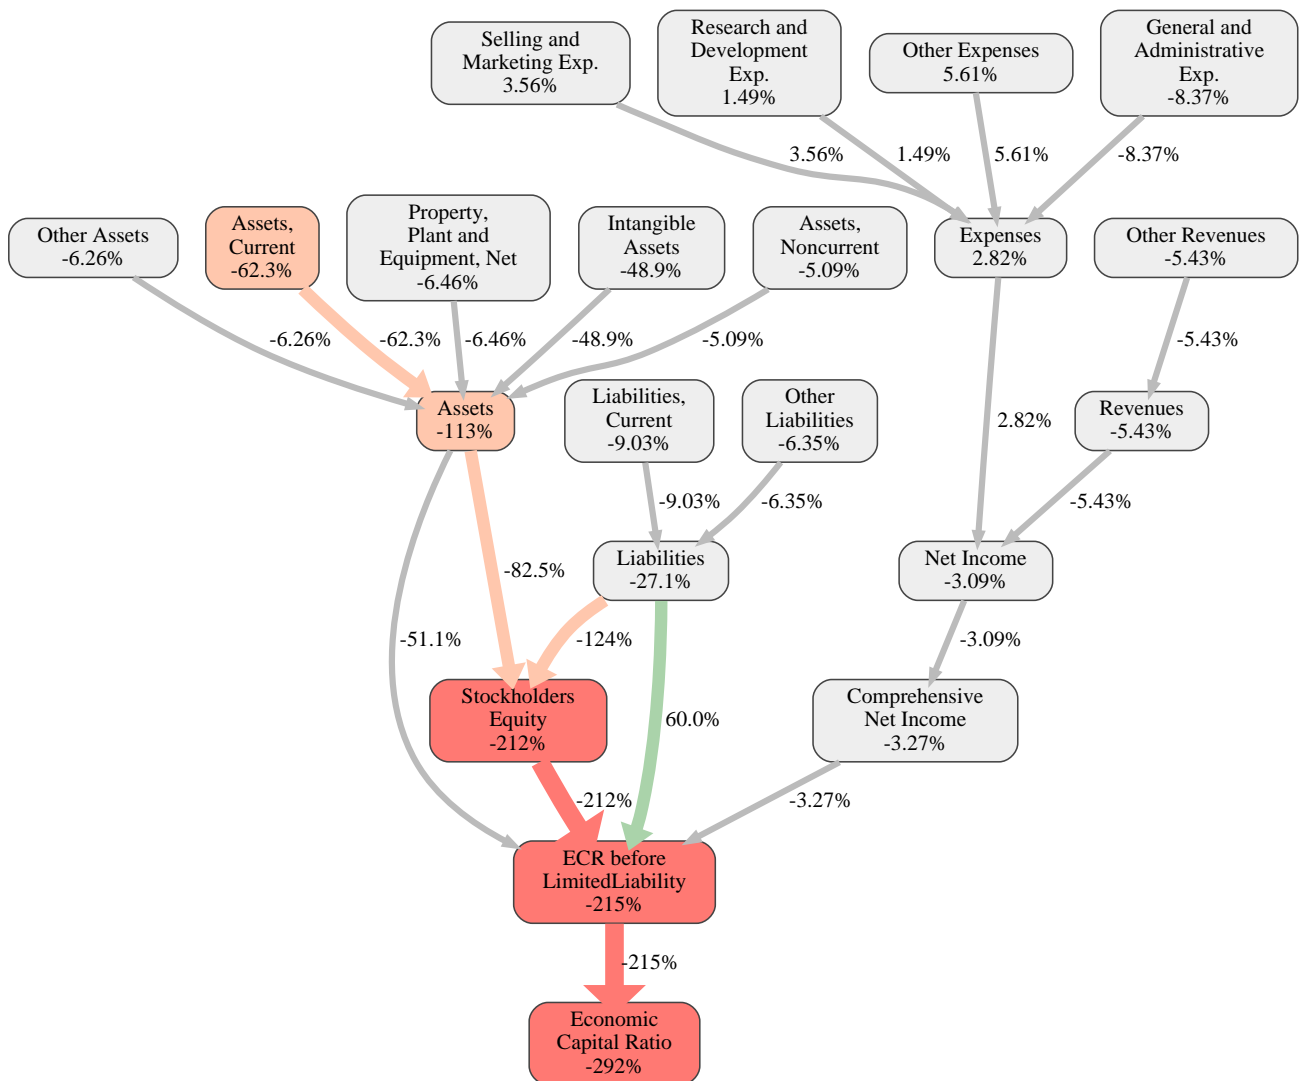 Selling and
Marketing Exp.
3.56%
Research and
Development
Exp.
1.49%
Other Expenses
5.61%
General and
Administrative
Exp.
-8.37%
3.56%
1.49%
5.61%
-8.37%
Other Assets
-6.26%
Assets,
Current
-62.3%
Property,
Plant and
Equipment, Net
-6.46%
Intangible
Assets
-48.9%
Assets,
Noncurrent
-5.09%
Expenses
2.82%
Other Revenues
-5.43%
-6.26%
-62.3%
-6.46%
-48.9%
-5.09%
-5.43%
Assets
-113%
Liabilities,
Current
-9.03%
Other
Liabilities
-6.35%
2.82%
Revenues
-5.43%
-9.03%
-6.35%
-5.43%
-82.5%
Liabilities
-27.1%
Net Income
-3.09%
-51.1%
-124%
-3.09%
Stockholders
Equity
-212%
60.0%
Comprehensive
Net Income
-3.27%
-212%
-3.27%
ECR before
LimitedLiability
-215%
-215%
Economic
Capital Ratio
-292%